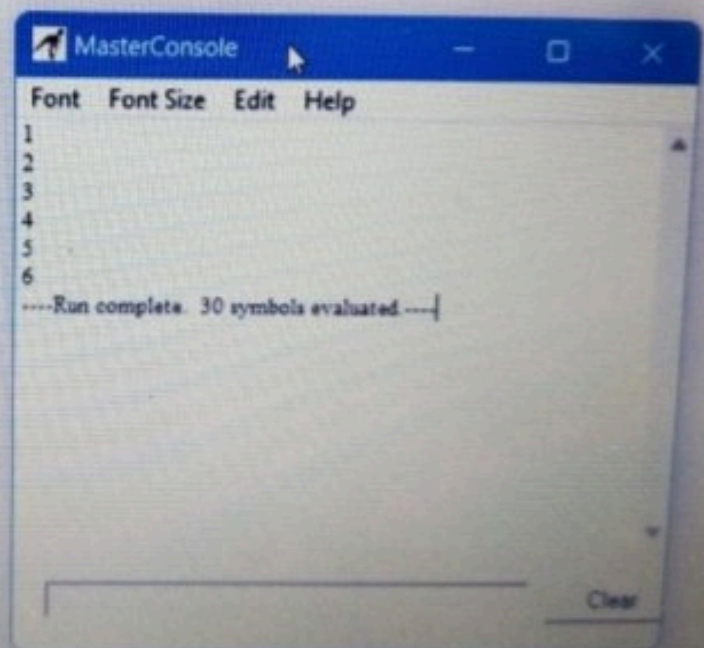 MasterConsole
Font Font Size Edit Help
1
2
3
4
5
6
----Run complete. 30 symbols evaluated.----
Clear